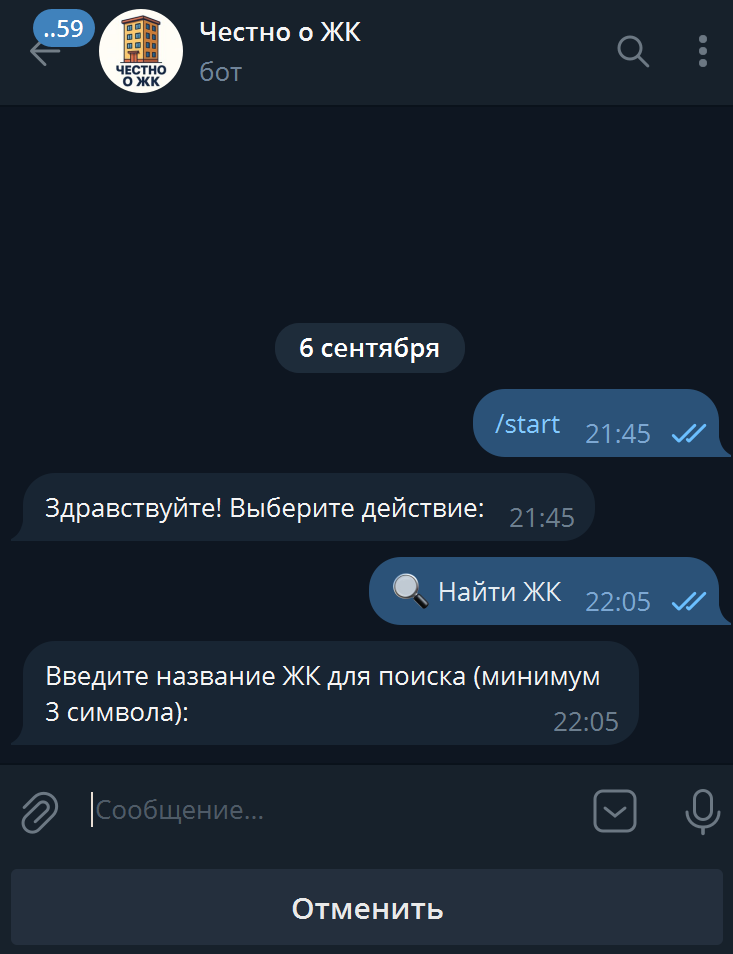 ..59
ЧЕСТНО
О ЖК
Честно о ЖК
бот
6 сентября
/start 21:45
Здравствуйте! Выберите действие: 21:45
Найти ЖК 22:05
Введите название ЖК для поиска (минимум
3 символа): 22:05
Сообщение...
Отменить